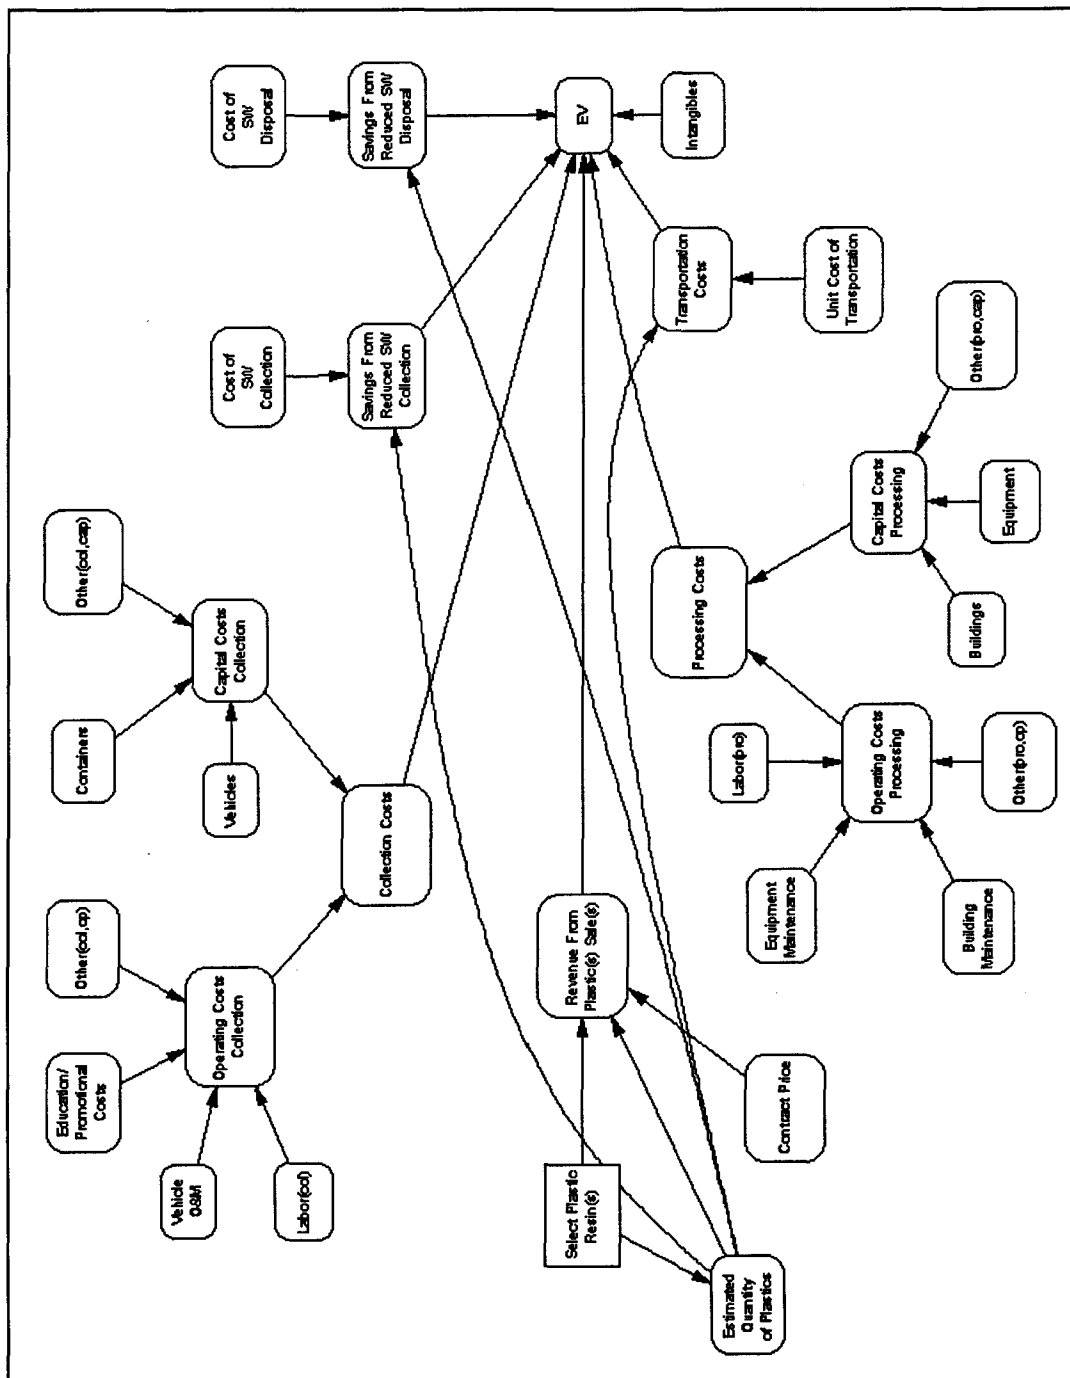 Education/
Promotional
Costs
Other(col,op)
Containers
Other(col,cap)
Vehicle
O&M
Operating Costs
Collection
Vehicles
Capital Costs
Collection
Cost of
SW
Collection
Cost of
SW
Disposal
Labor(col)
Collection Costs
Savings From
Reduced SW
Collection
Savings From
Reduced SW
Disposal
Select Plastic
Resin(s)
Revenue From
Plastic(s) Sale(s)
EV
Estimated
Quantity
of Plastics
Contract Price
Processing Costs
Transportation
Costs
Intangibles
Equipment
Maintenance
Labor(pro)
Operating Costs
Processing
Capital Costs
Processing
Unit Cost of
Transportation
Building
Maintenance
Other(pro,op)
Buildings
Equipment
Other(pro,cap)